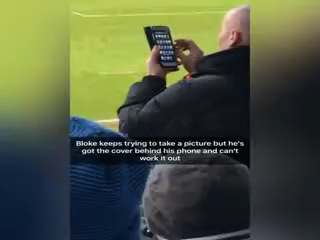 Bloke keeps trying to take a picture but he's
got the cover behind his phone and can't
work it out